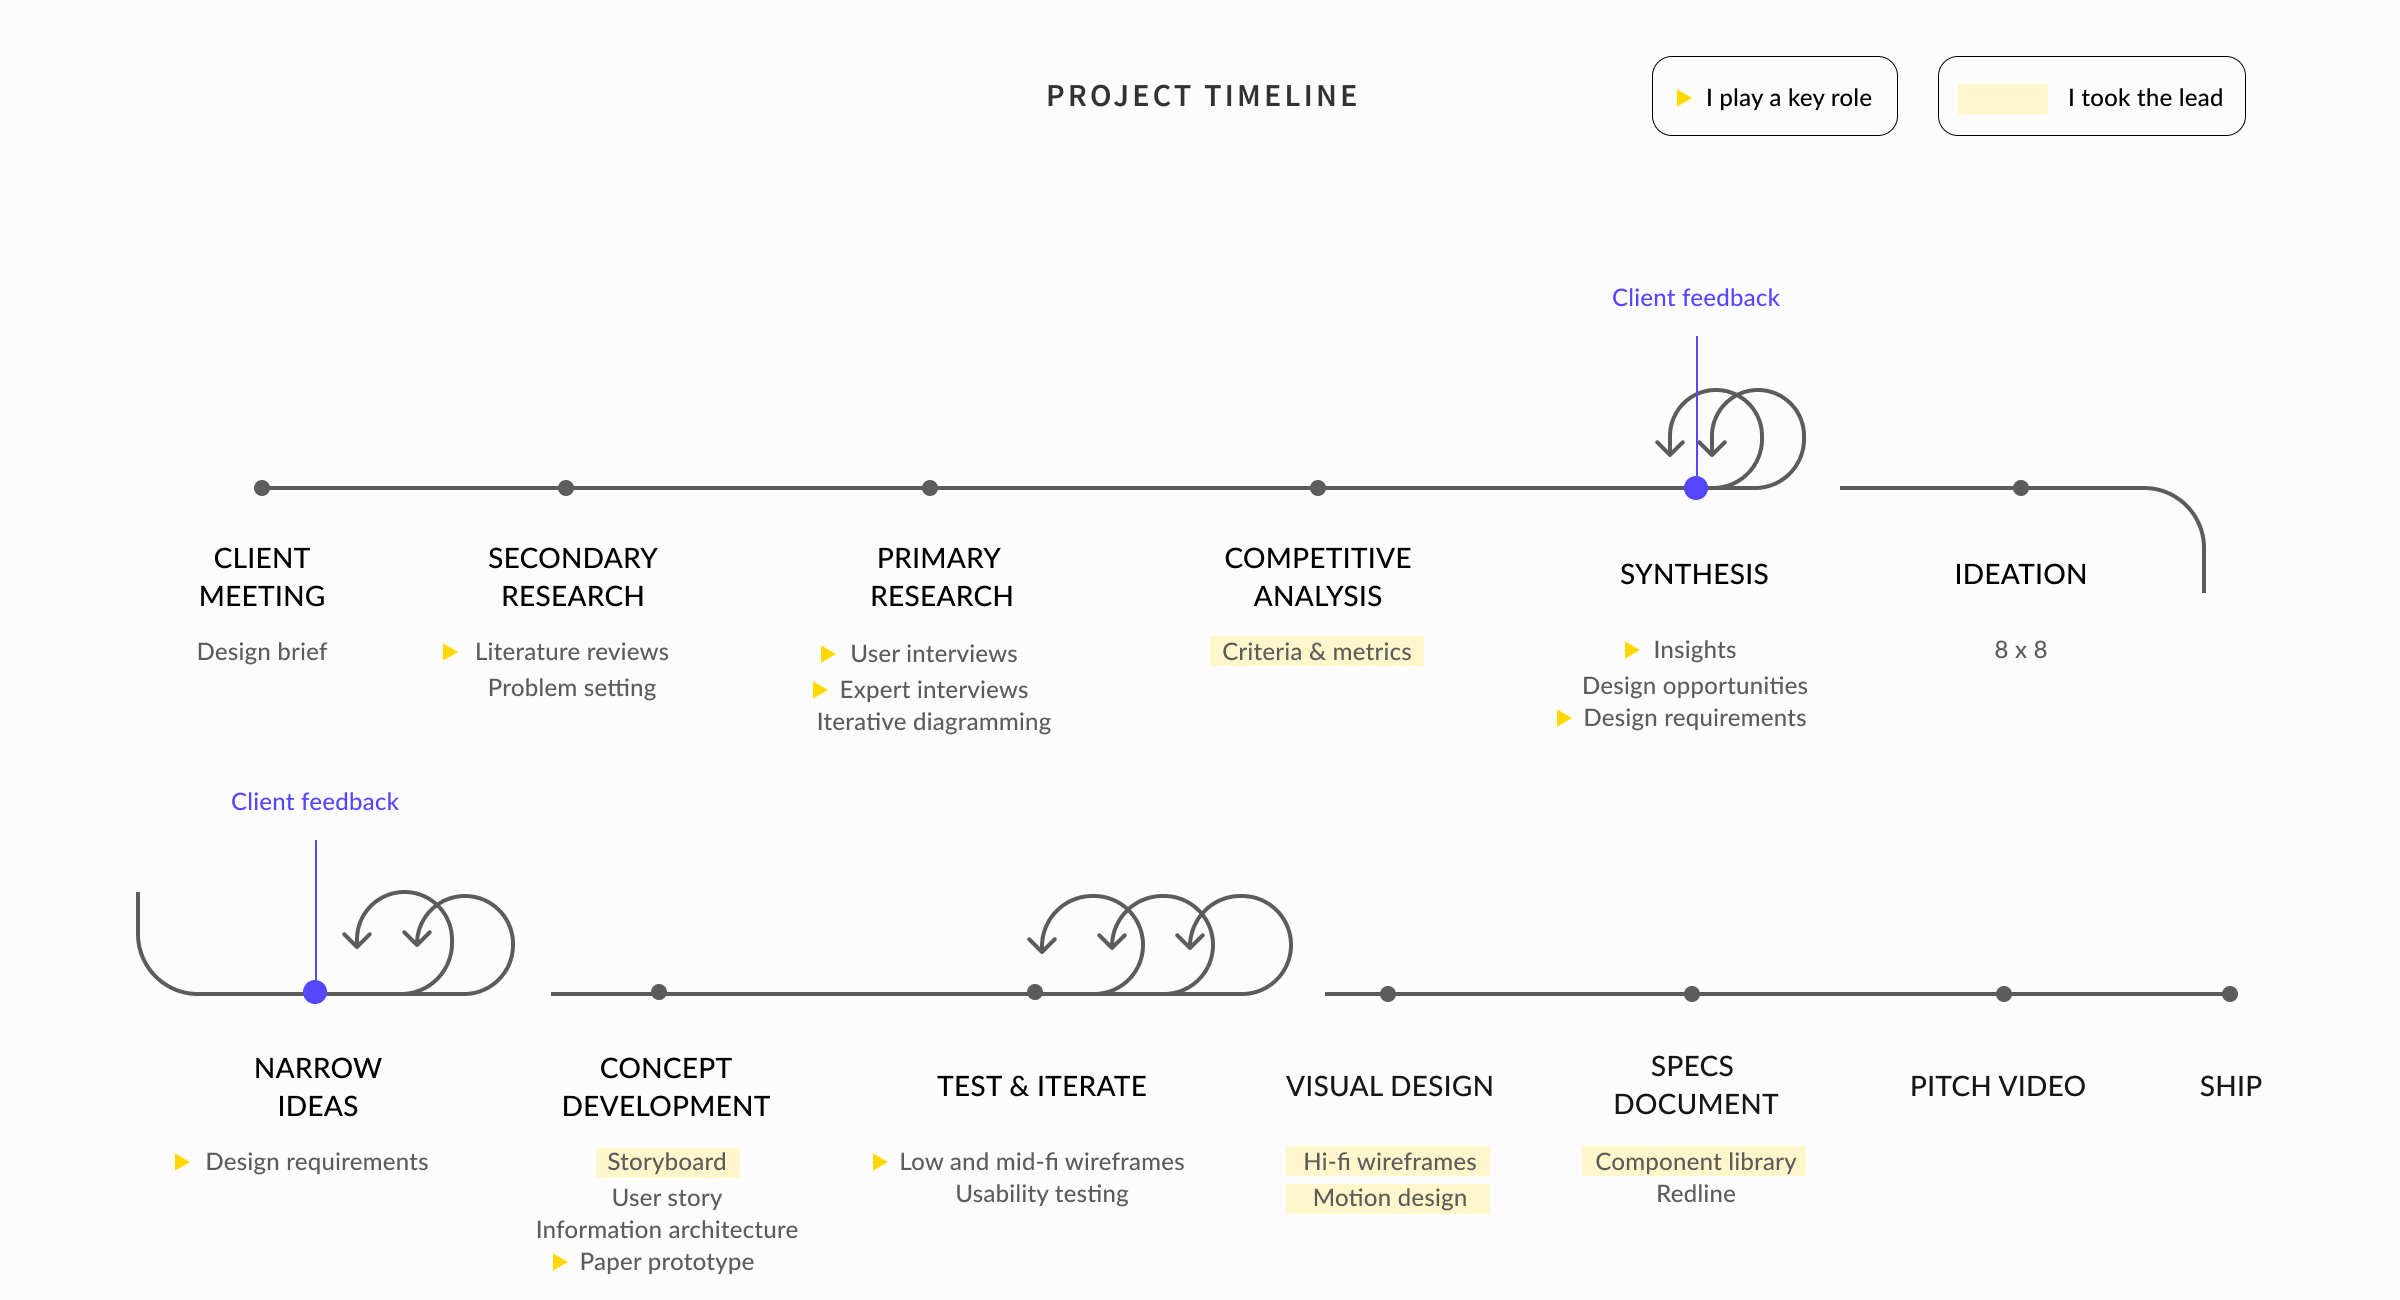 PROJECT TIMELINE
I play a key role
I took the lead
Client feedback
CLIENT
MEETING
Design brief
SECONDARY
RESEARCH
Literature reviews
Problem setting
PRIMARY
RESEARCH
User interviews
Expert interviews
Iterative diagramming
COMPETITIVE
ANALYSIS
Criteria & metrics
SYNTHESIS
Insights
Design opportunities
Design requirements
IDEATION
8 x 8
Client feedback
NARROW
IDEAS
Design requirements
CONCEPT
DEVELOPMENT
Storyboard
User story
Information architecture
Paper prototype
TEST & ITERATE
Low and mid-fi wireframes
Usability testing
VISUAL DESIGN
Hi-fi wireframes
Motion design
SPECS
DOCUMENT
Component library
Redline
PITCH VIDEO
SHIP